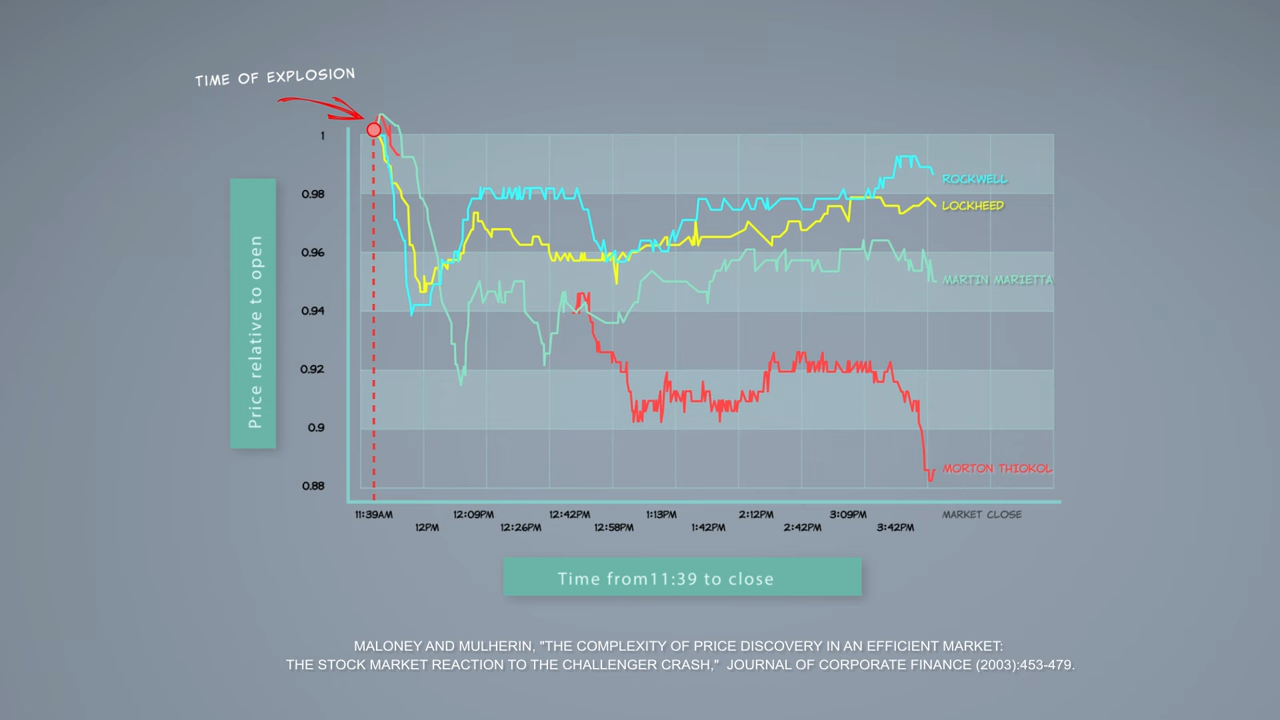 TIME OF EXPLOSION
1
0.98
0.96
0.94
0.92
0.9
0.88
Price relative to open
ROCKWELL
LOCKHEED
MARTIN MARIETTA
MORTON THIOKOL
11:39AM
12PM
12:09PM
12:26PM
12:42PM
12:58PM
1:13PM
1:42PM
2:12PM
2:42PM
3:09PM
3:42PM
MARKET CLOSE
Time from11:39 to close
MALONEY AND MULHERIN, "THE COMPLEXITY OF PRICE DISCOVERY IN AN EFFICIENT MARKET:
THE STOCK MARKET REACTION TO THE CHALLENGER CRASH," JOURNAL OF CORPORATE FINANCE (2003):453-479.